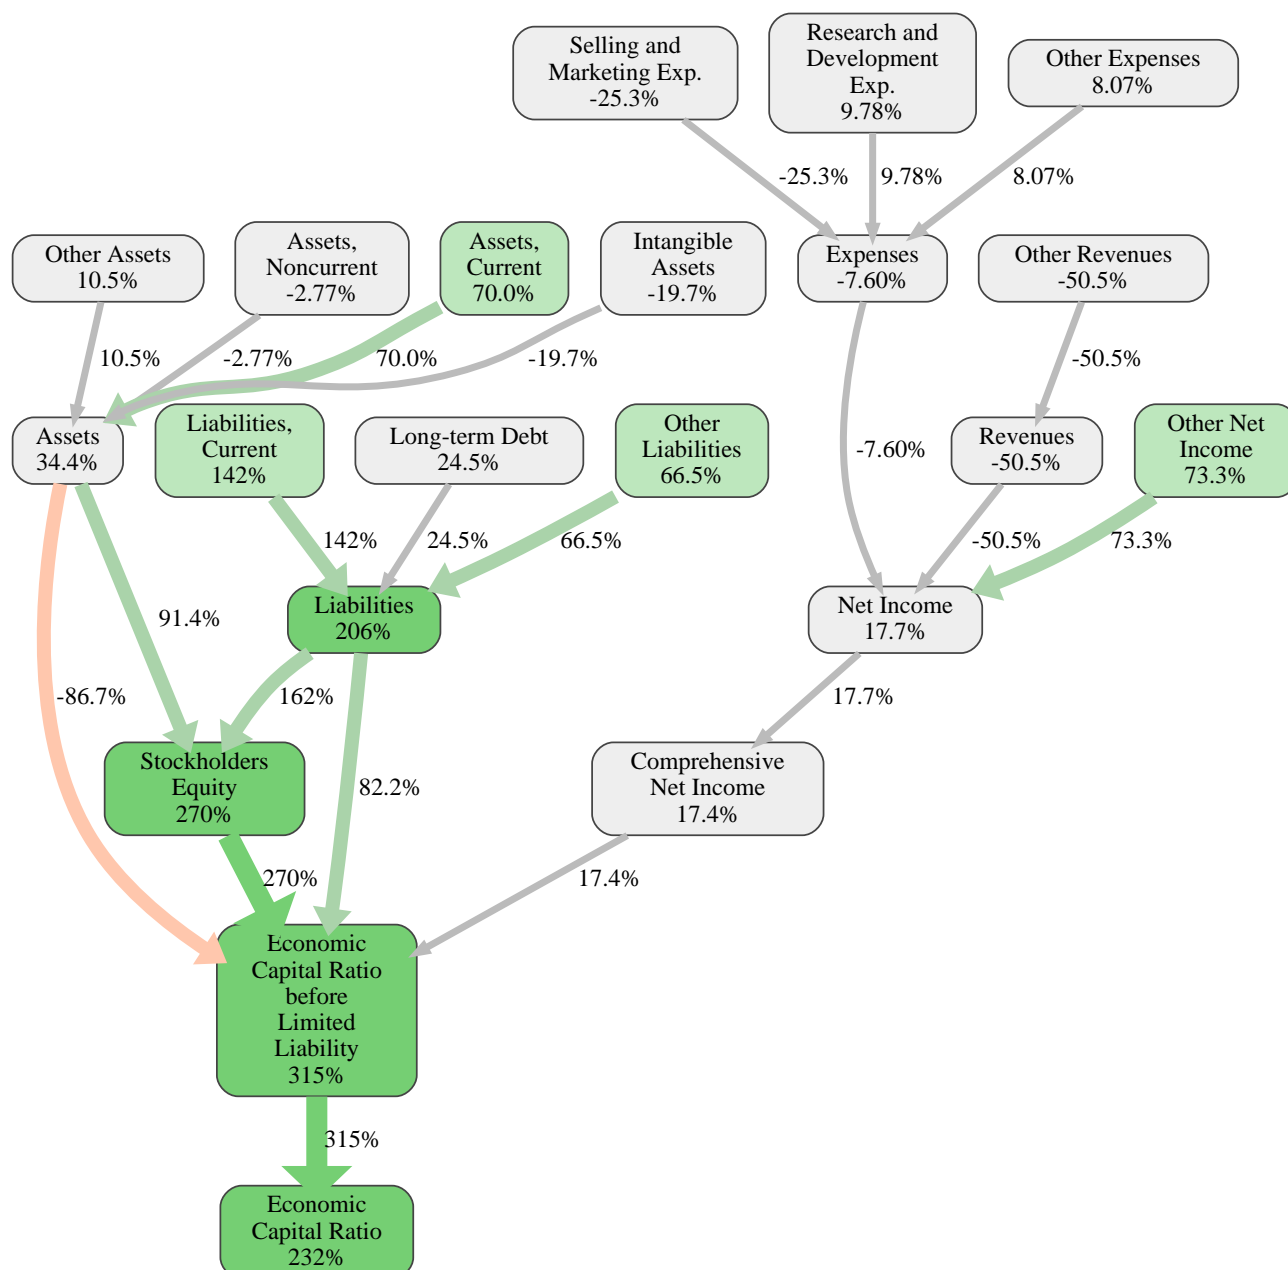 Selling and
Marketing Exp.
-25.3%
Research and
Development
Exp.
9.78%
Other Expenses
8.07%
-25.3%
9.78%
8.07%
Other Assets
10.5%
Assets,
Noncurrent
-2.77%
Assets,
Current
70.0%
Intangible
Assets
-19.7%
Expenses
-7.60%
Other Revenues
-50.5%
10.5%
-2.77%
70.0%
-19.7%
-50.5%
Assets
34.4%
Liabilities,
Current
142%
Long-term Debt
24.5%
Other
Liabilities
66.5%
-7.60%
Revenues
-50.5%
Other Net
Income
73.3%
142%
24.5%
66.5%
-50.5%
73.3%
91.4%
Liabilities
206%
Net Income
17.7%
-86.7%
162%
17.7%
Stockholders
Equity
270%
82.2%
Comprehensive
Net Income
17.4%
270%
17.4%
Economic
Capital Ratio
before
Limited
Liability
315%
315%
Economic
Capital Ratio
232%